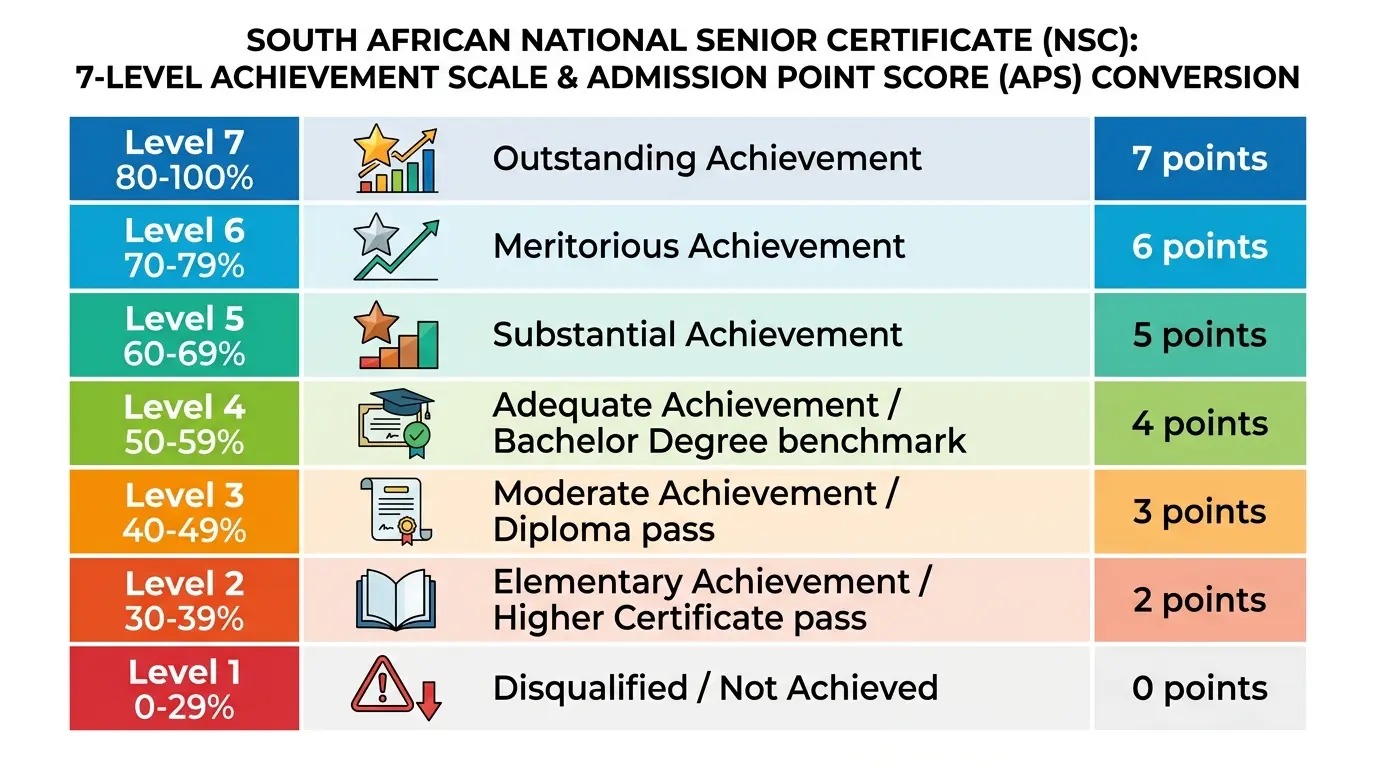 SOUTH AFRICAN NATIONAL SENIOR CERTIFICATE (NSC):
7-LEVEL ACHIEVEMENT SCALE & ADMISSION POINT SCORE (APS) CONVERSION
Level 7
80-100%
Outstanding Achievement
7 points
Level 6
70-79%
Meritorious Achievement
6 points
Level 5
60-69%
Substantial Achievement
5 points
Level 4
50-59%
Adequate Achievement /
Bachelor Degree benchmark
4 points
Level 3
40-49%
Moderate Achievement /
Diploma pass
3 points
Level 2
30-39%
Elementary Achievement /
Higher Certificate pass
2 points
Level 1
0-29%
Disqualified / Not Achieved
0 points